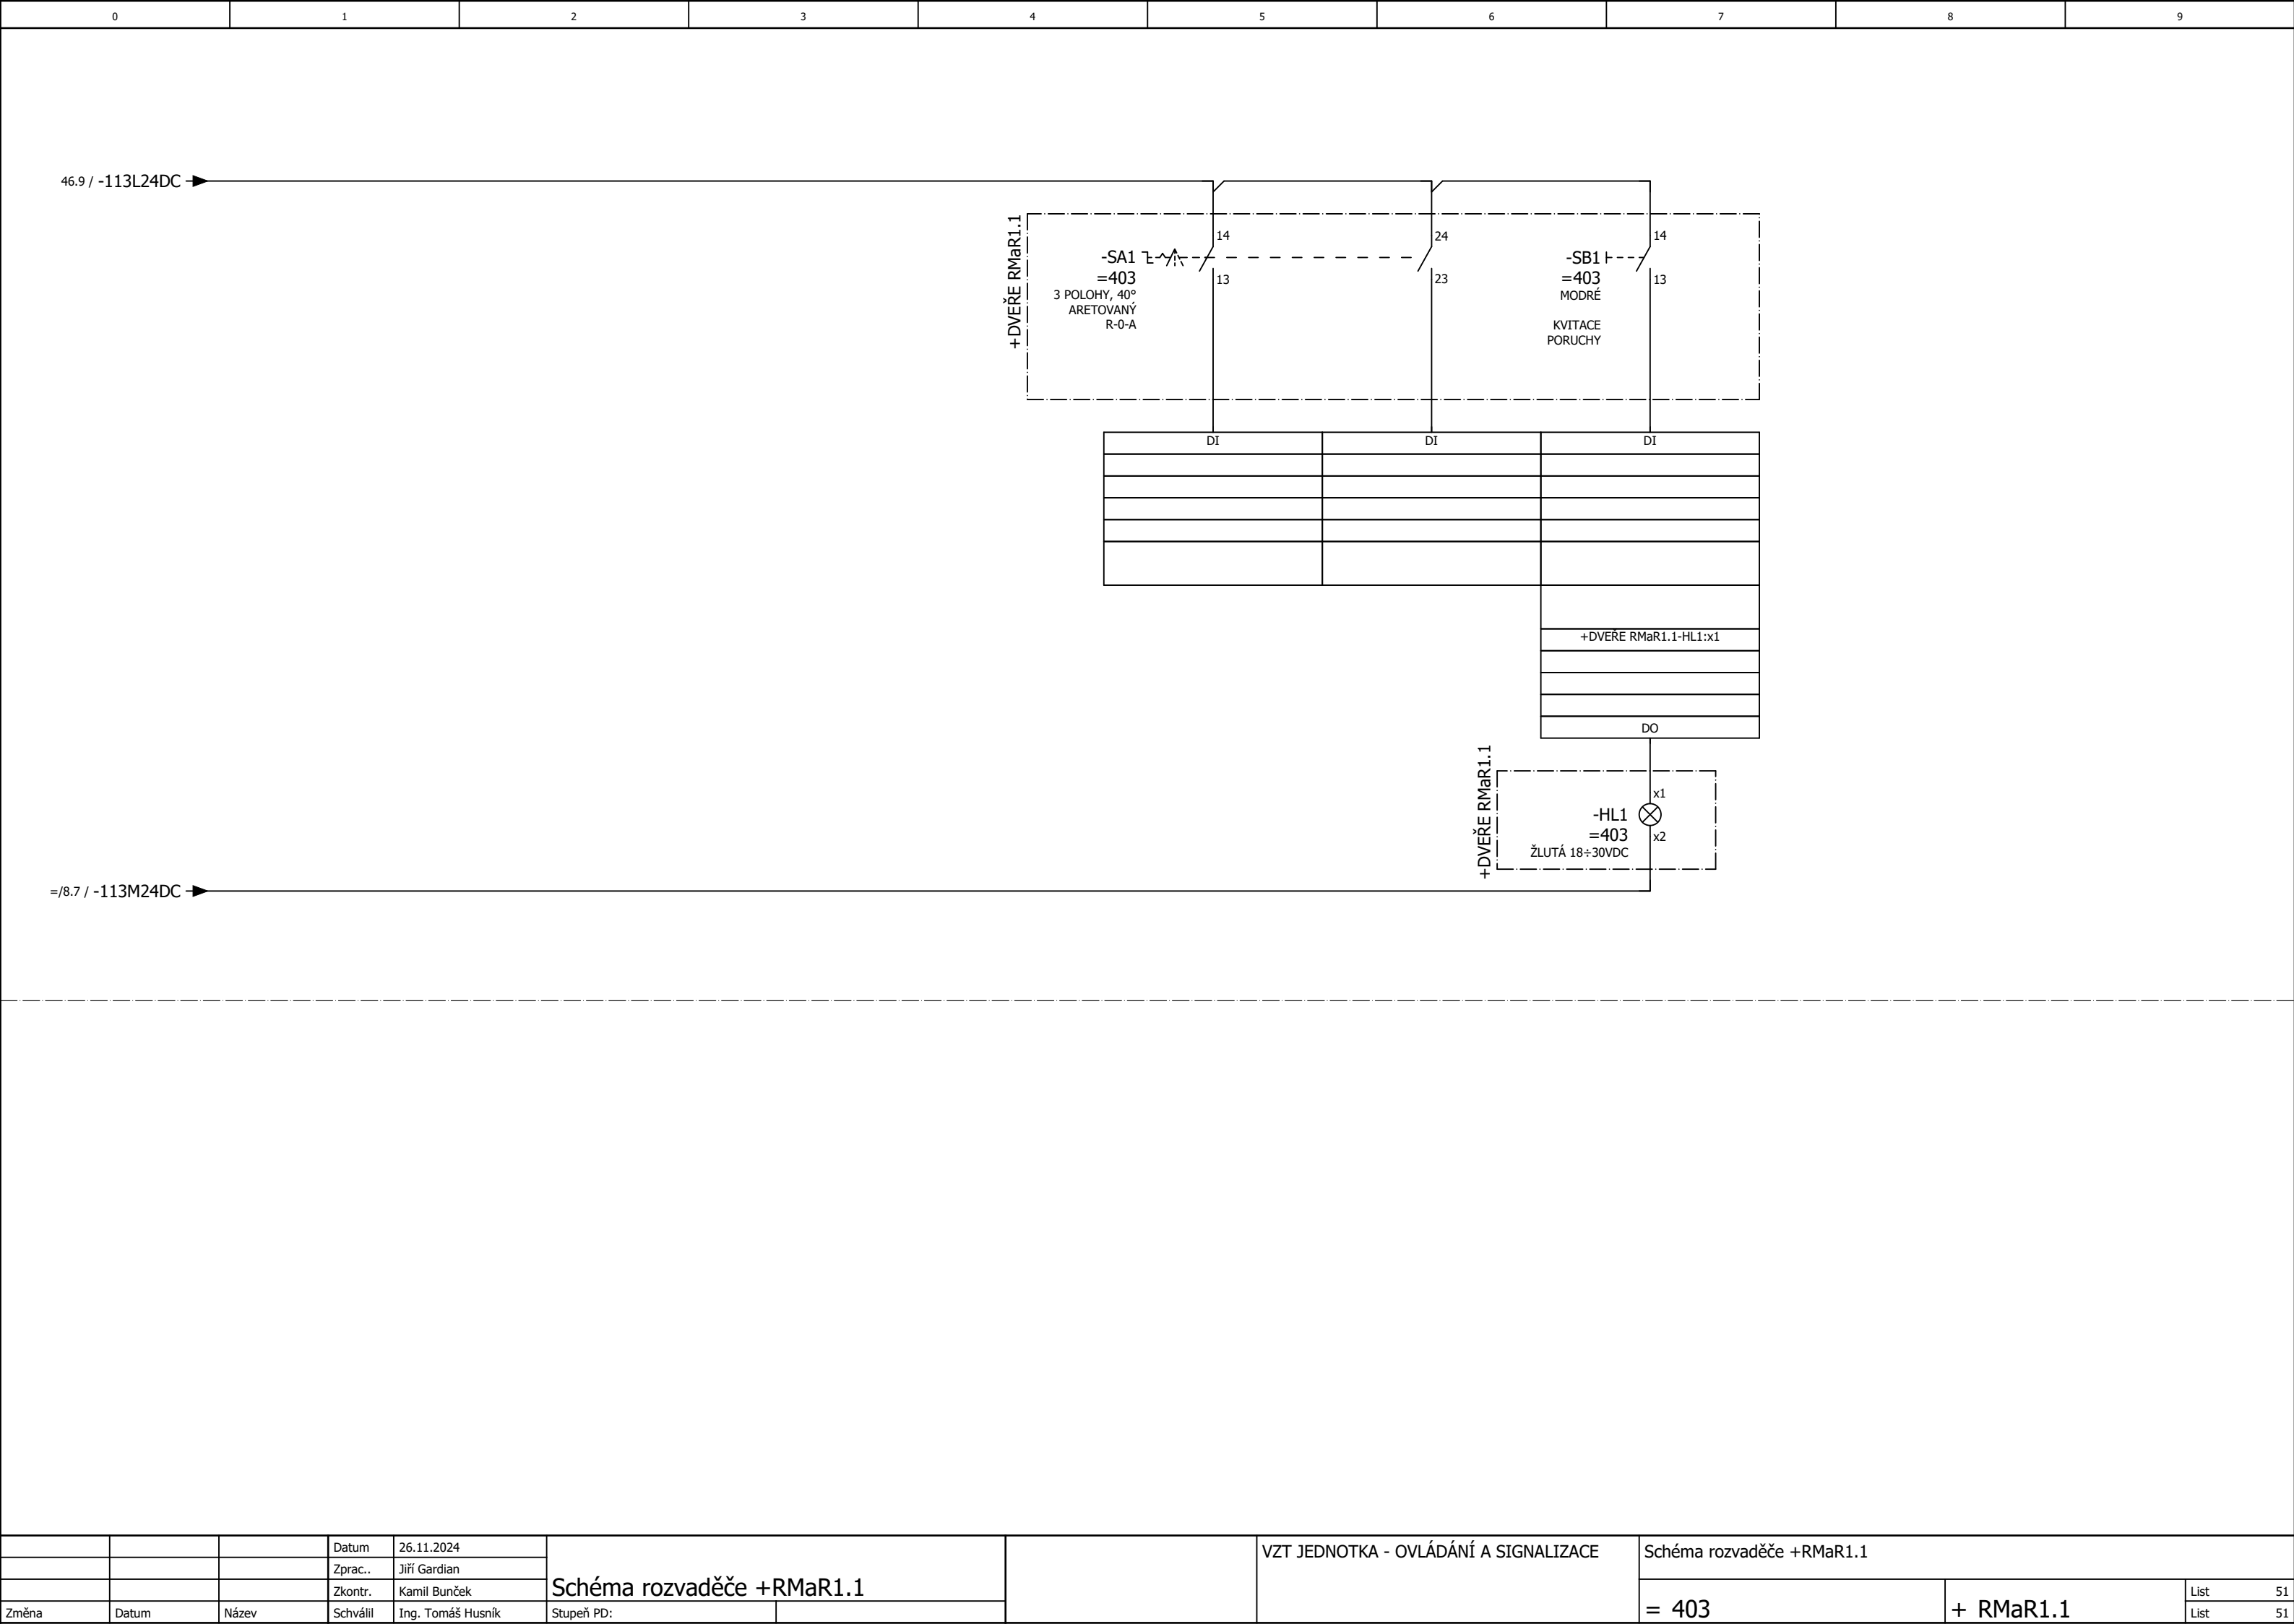 0 1 2 3 4 5 6 7 8 9
46.9 / -113L24DC
+DVEŘE RMaR1.1
-SA1
=403
3 POLOHY, 40°
ARETOVANÝ
R-0-A
14
13
24
23
-SB1
=403
MODRÉ
KVITACE
PORUCHY
14
13
DI DI DI
+DVEŘE RMaR1.1-HL1:x1
DO
+DVEŘE RMaR1.1
-HL1
=403
ŽLUTÁ 18÷30VDC
x1
x2
=/8.7 / -113M24DC
Datum 26.11.2024
Zprac.. Jiří Gardian
Zkontr. Kamil Bunček
Změna Datum Název Schválil Ing. Tomáš Husník
Schéma rozvaděče +RMaR1.1
Stupeň PD:
VZT JEDNOTKA - OVLÁDÁNÍ A SIGNALIZACE
Schéma rozvaděče +RMaR1.1
= 403
+ RMaR1.1
List 51
List 51